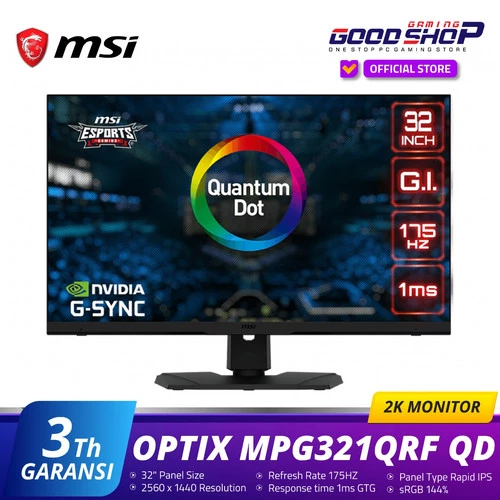 msi
GAMING
GOODSHOP
ONE STOP PC GAMING STORE
OFFICIAL STORE
msi
ESPORTS
GAMING
Quantum
Dot
NVIDIA
G-SYNC
32
INCH
G.I.
175
HZ
1ms
msi
2K MONITOR
3Th
GARANSI
OPTIX MPG321QRF QD
• 32" Panel Size
• 2560 x 1440 Resolution
• Refresh Rate 175HZ
• Response time 1ms GTG
• Panel Type Rapid IPS
• sRGB 144%